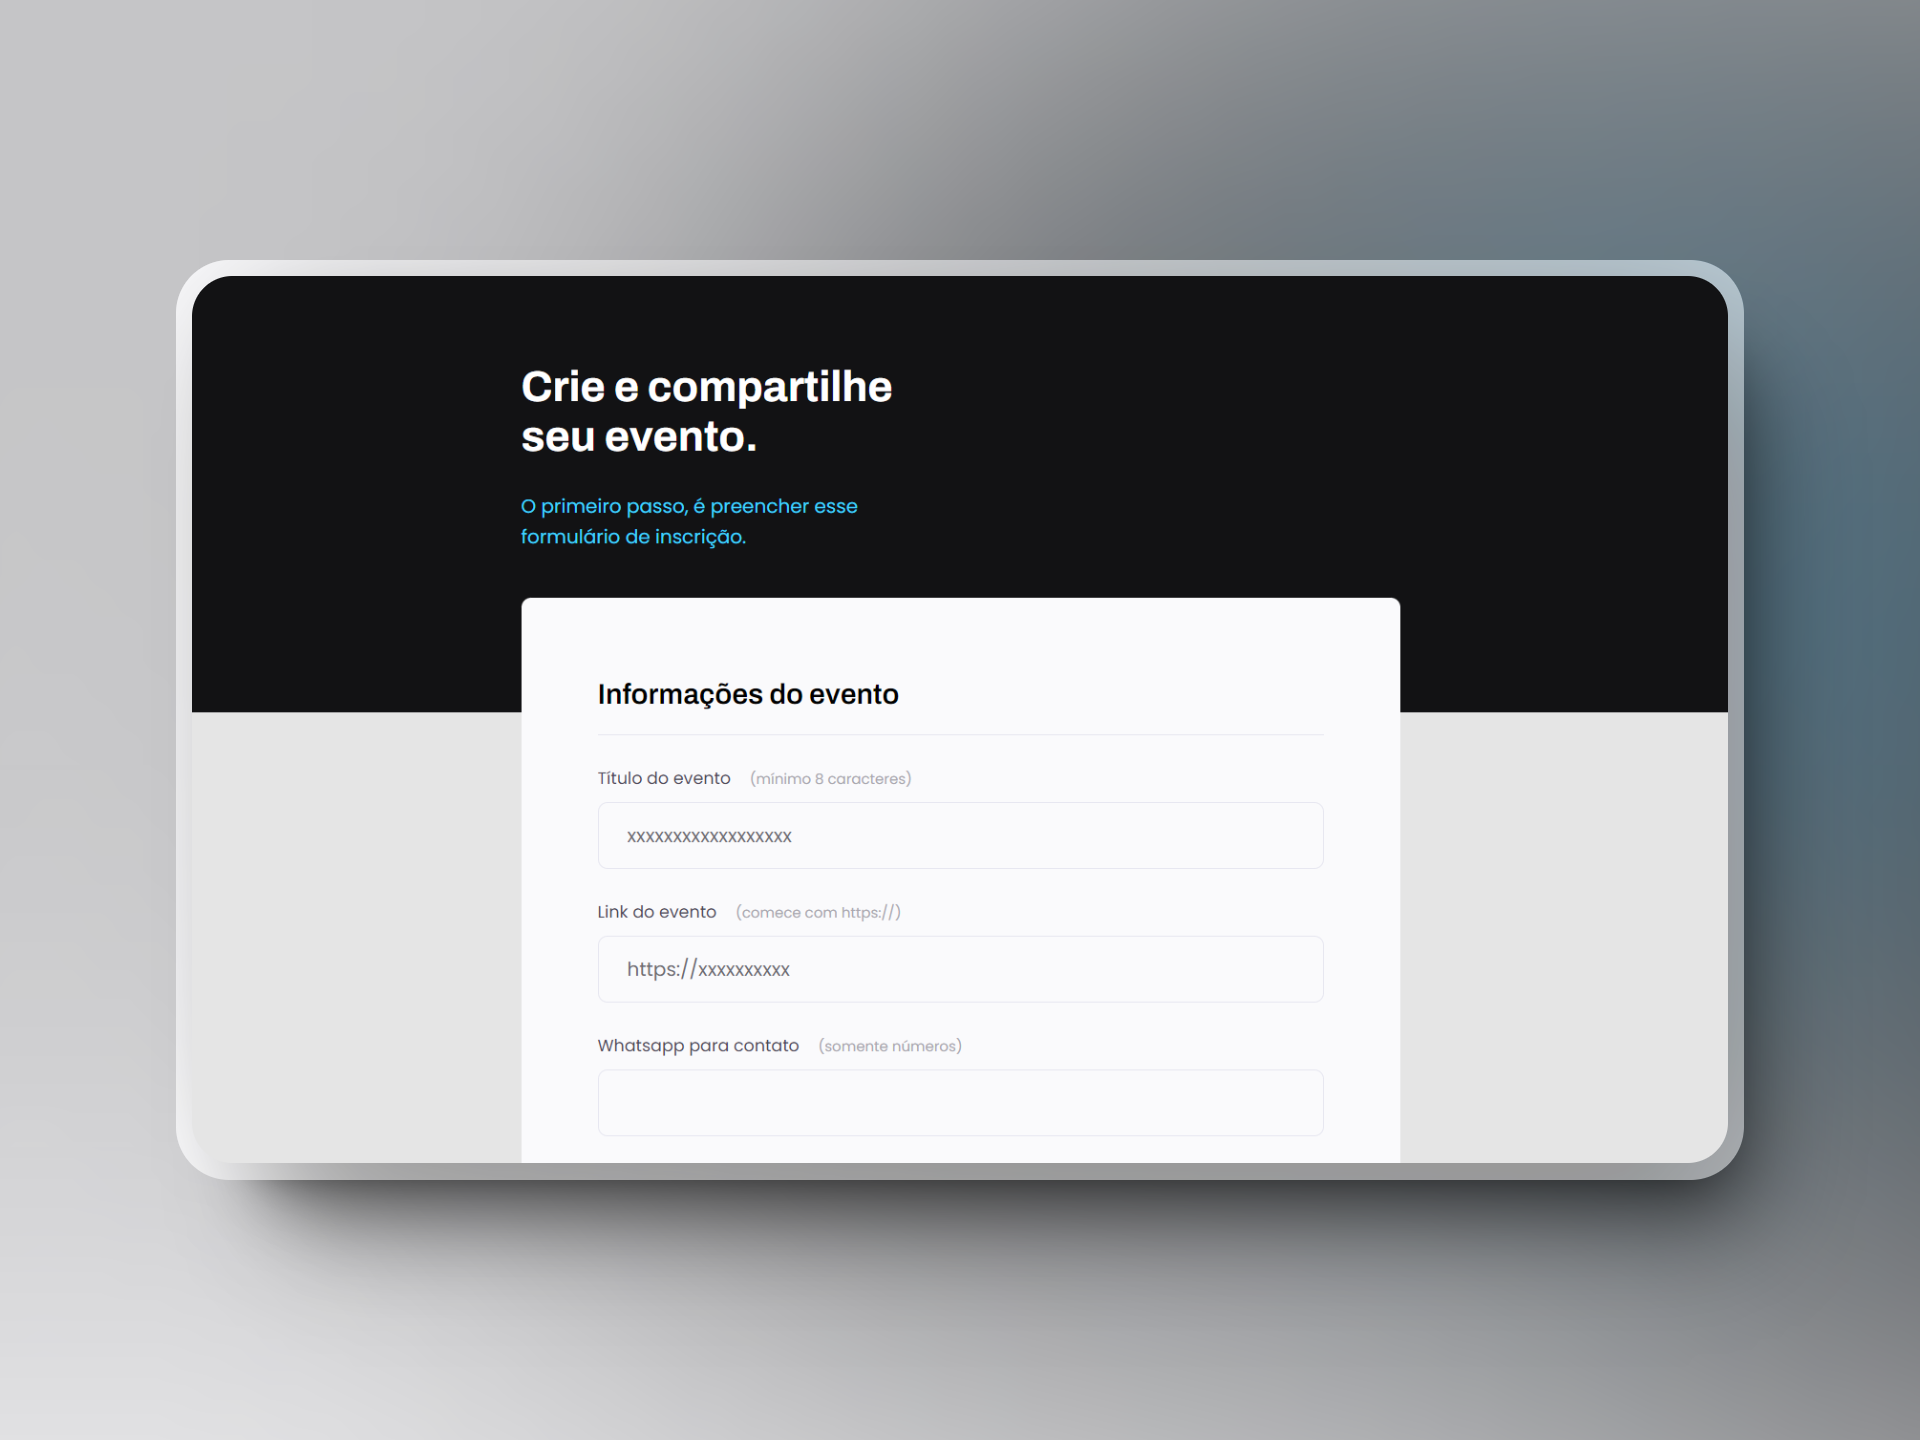 Crie e compartilhe
seu evento.
O primeiro passo, é preencher esse
formulário de inscrição.
Informações do evento
Título do evento (mínimo 8 caracteres)
xxxxxxxxxxxxxxxxxx
Link do evento (comece com https://)
https://xxxxxxxxxx
Whatsapp para contato (somente números)